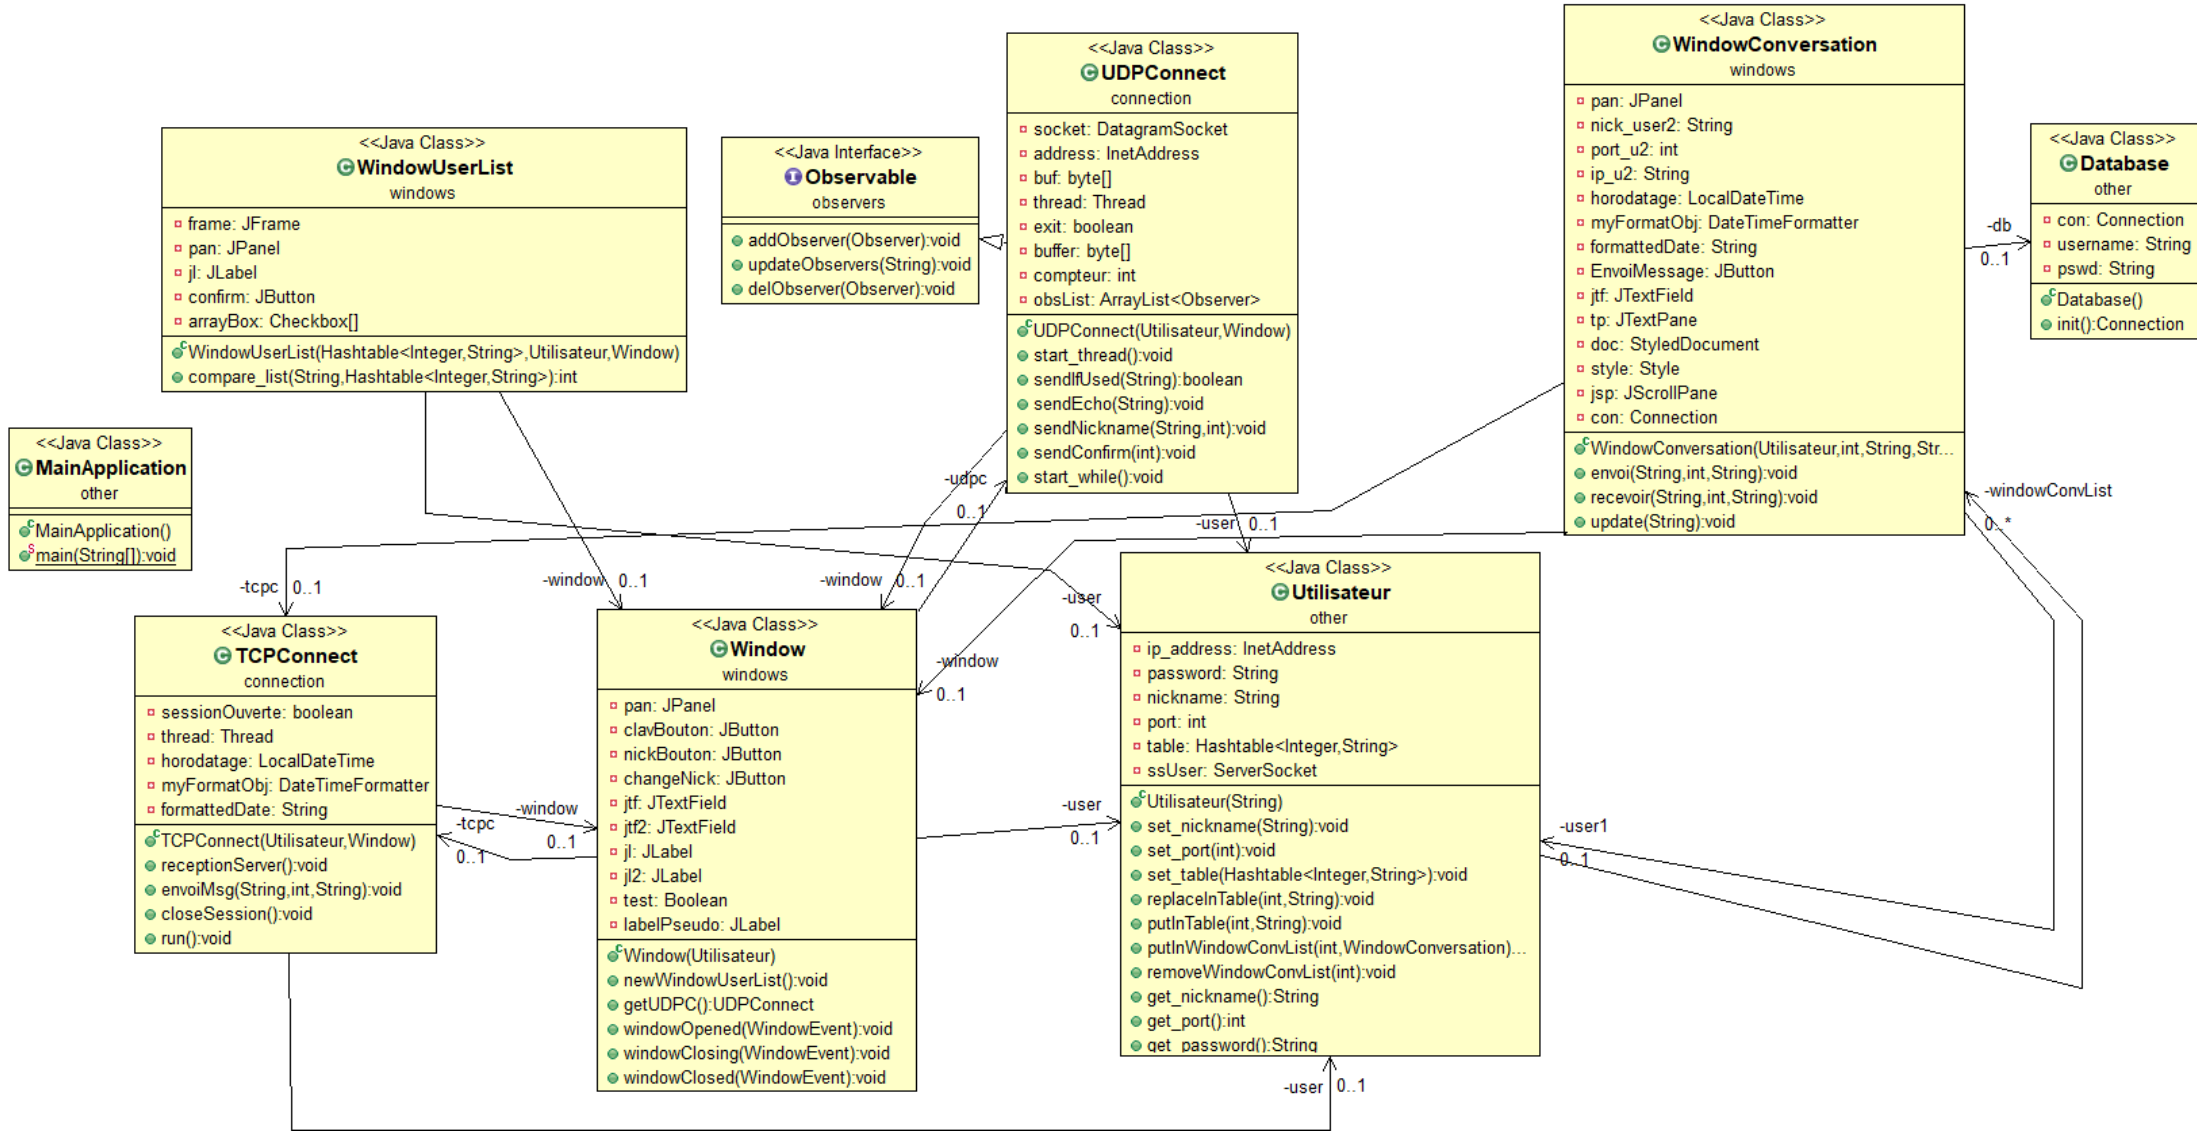 <<Java Class>>
WindowUserList
windows
frame: JFrame
pan: JPanel
jl: JLabel
confirm: JButton
arrayBox: Checkbox[]
WindowUserList(Hashtable<Integer,String>,Utilisateur,Window)
compare_list(String,Hashtable<Integer,String>):int
<<Java Interface>>
Observable
observers
addObserver(Observer):void
updateObservers(String):void
delObserver(Observer):void
<<Java Class>>
UDPConnect
connection
socket: DatagramSocket
address: InetAddress
buf: byte[]
thread: Thread
exit: boolean
buffer: byte[]
compteur: int
obsList: ArrayList<Observer>
UDPConnect(Utilisateur,Window)
start_thread():void
sendIfUsed(String):boolean
sendEcho(String):void
sendNickname(String,int):void
sendConfirm(int):void
start_while():void
<<Java Class>>
WindowConversation
windows
pan: JPanel
nick_user2: String
port_u2: int
ip_u2: String
horodatage: LocalDateTime
myFormatObj: DateTimeFormatter
formattedDate: String
EnvoiMessage: JButton
jtf: JTextField
tp: JTextPane
doc: StyledDocument
style: Style
jsp: JScrollPane
con: Connection
WindowConversation(Utilisateur,int,String,Str...
envoi(String,int,String):void
recevoir(String,int,String):void
update(String):void
<<Java Class>>
Database
other
con: Connection
username: String
pswd: String
Database()
init():Connection
-db
0..1
<<Java Class>>
MainApplication
other
MainApplication()
main(String[]):void
-udpc
0..1
-user 0..1
-windowConvList
0..*
-tcpc 0..1
-window 0..1
-window 0..1
-user
0..1
-window
0..1
<<Java Class>>
TCPConnect
connection
sessionOuverte: boolean
thread: Thread
horodatage: LocalDateTime
myFormatObj: DateTimeFormatter
formattedDate: String
TCPConnect(Utilisateur,Window)
receptionServer():void
envoiMsg(String,int,String):void
closeSession():void
run():void
-window
0..1
-tcpc
0..1
<<Java Class>>
Window
windows
pan: JPanel
clavBouton: JButton
nickBouton: JButton
changeNick: JButton
jtf: JTextField
jtf2: JTextField
jl: JLabel
jl2: JLabel
test: Boolean
labelPseudo: JLabel
Window(Utilisateur)
newWindowUserList():void
getUDPC():UDPConnect
windowOpened(WindowEvent):void
windowClosing(WindowEvent):void
windowClosed(WindowEvent):void
-user
0..1
<<Java Class>>
Utilisateur
other
ip_address: InetAddress
password: String
nickname: String
port: int
table: Hashtable<Integer,String>
ssUser: ServerSocket
Utilisateur(String)
set_nickname(String):void
set_port(int):void
set_table(Hashtable<Integer,String>):void
replaceInTable(int,String):void
putInTable(int,String):void
putInWindowConvList(int,WindowConversation)...
removeWindowConvList(int):void
get_nickname():String
get_port():int
get_password():String
-user1
0..1
-user 0..1